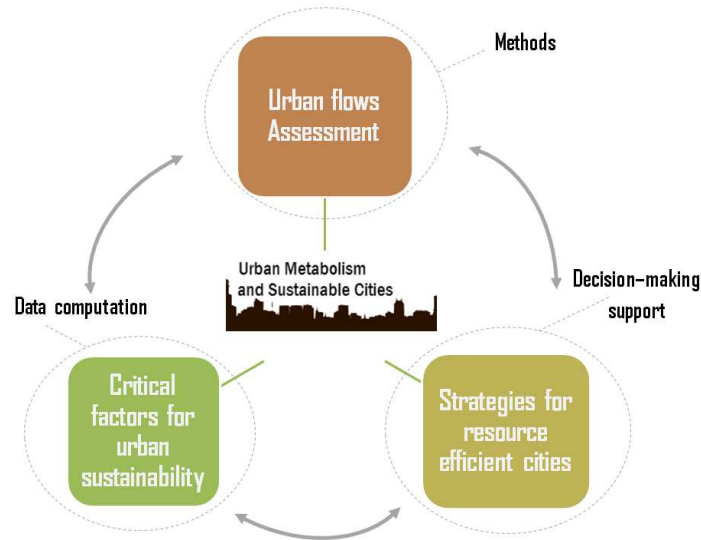 Methods
Urban flows
Assessment
Urban Metabolism
and Sustainable Cities
Data computation
Decision-making
support
Critical
factors for
urban
sustainability
Strategies for
resource
efficient cities